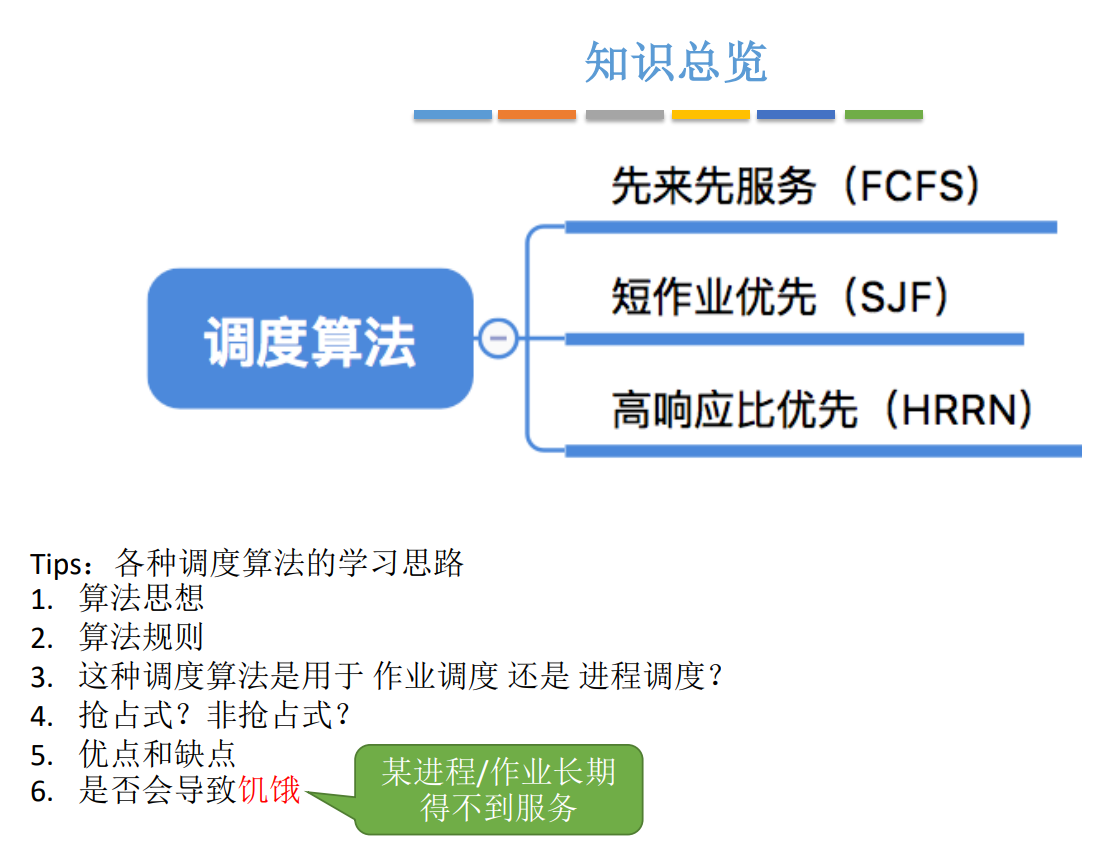 知识总览
先来先服务（FCFS）
短作业优先（SJF）
调度算法
高响应比优先（HRRN）
Tips：各种调度算法的学习思路
1. 算法思想
2. 算法规则
3. 这种调度算法是用于 作业调度 还是 进程调度？
4. 抢占式？非抢占式？
5. 优点和缺点
6. 是否会导致饥饿
某进程/作业长期
得不到服务